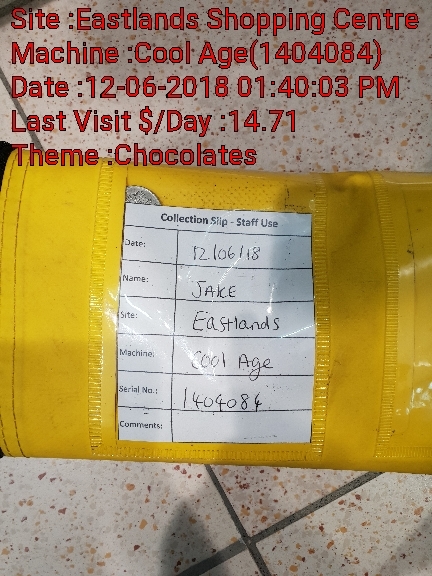 Site :Eastlands Shopping Centre
Machine :Cool Age(1404084)
Date :12-06-2018 01:40:03 PM
Last Visit $/Day :14.71
Theme :Chocolates
Collection Slip - Staff Use
Date: 12/06/18
Name: JAKE
Site: Eastlands
Machine: Cool Age
Serial No.: 1404084
Comments: